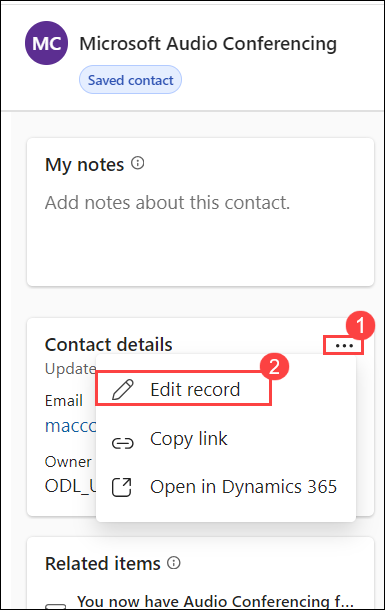 MC Microsoft Audio Conferencing
Saved contact
My notes
Add notes about this contact.
1
Contact details ...
Update
2
Edit record
Email
macco
Copy link
Owner
ODL_U
Open in Dynamics 365
Related items
You now have Audio Conferencing f...